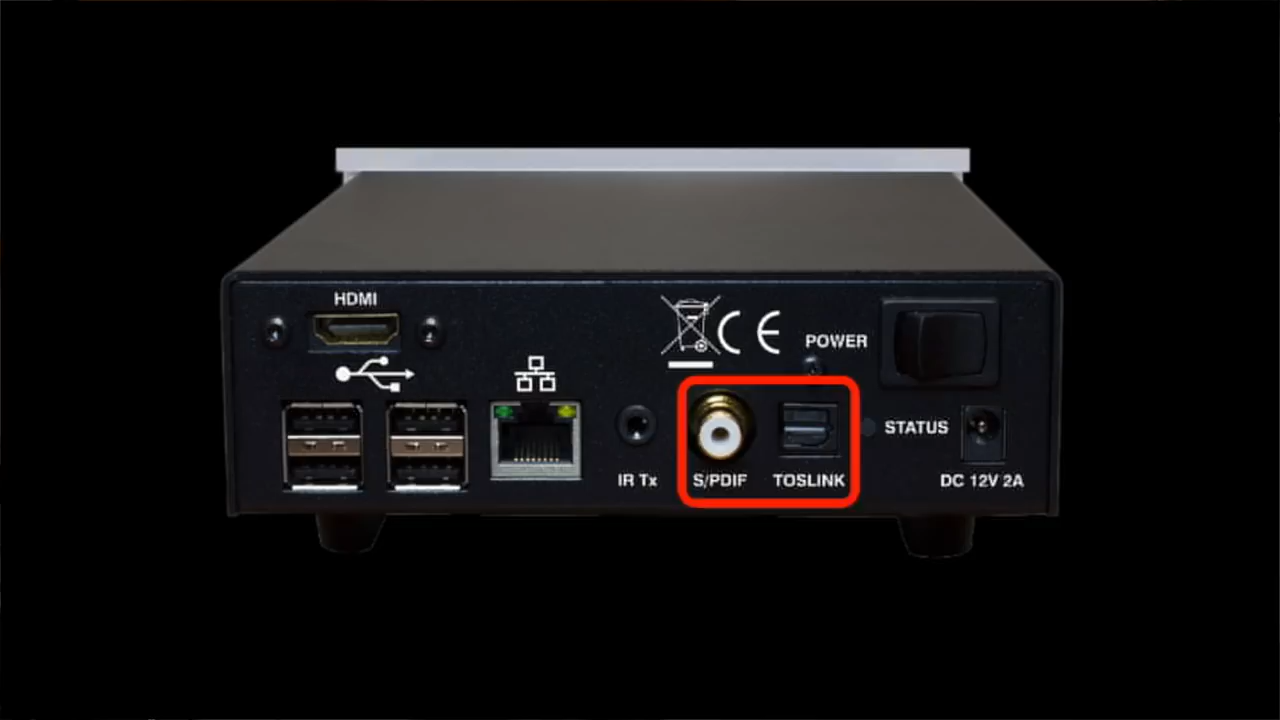 HDMI
CE
POWER
STATUS
IR Tx
S/PDIF
TOSLINK
DC 12V 2A